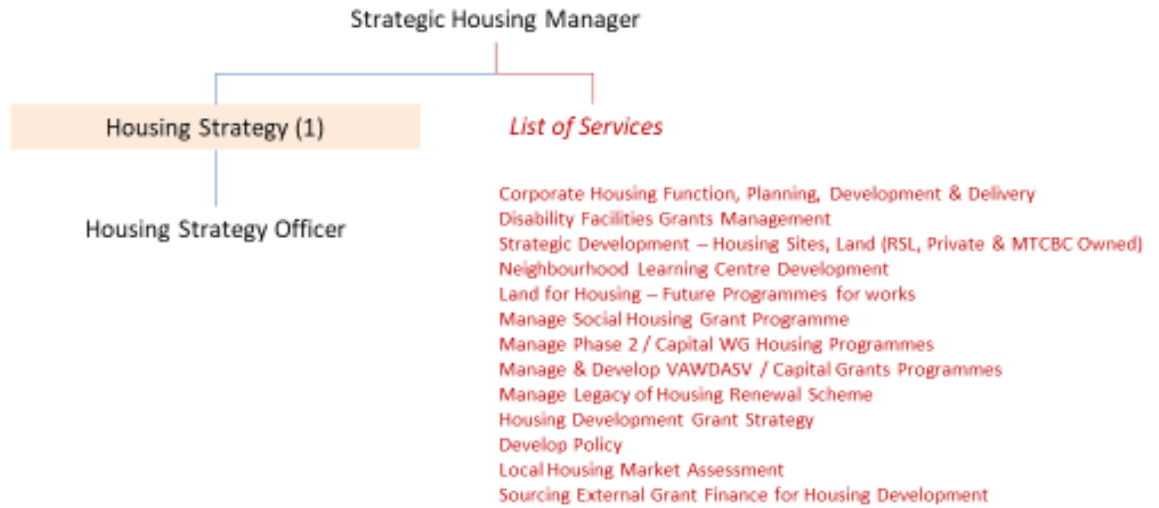 Strategic Housing Manager
Housing Strategy (1)
Housing Strategy Officer
List of Services
Corporate Housing Function, Planning, Development & Delivery
Disability Facilities Grants Management
Strategic Development – Housing Sites, Land (RSL, Private & MTCBC Owned)
Neighbourhood Learning Centre Development
Land for Housing – Future Programmes for works
Manage Social Housing Grant Programme
Manage Phase 2 / Capital WG Housing Programmes
Manage & Develop VAWDASV / Capital Grants Programmes
Manage Legacy of Housing Renewal Scheme
Housing Development Grant Strategy
Develop Policy
Local Housing Market Assessment
Sourcing External Grant Finance for Housing Development